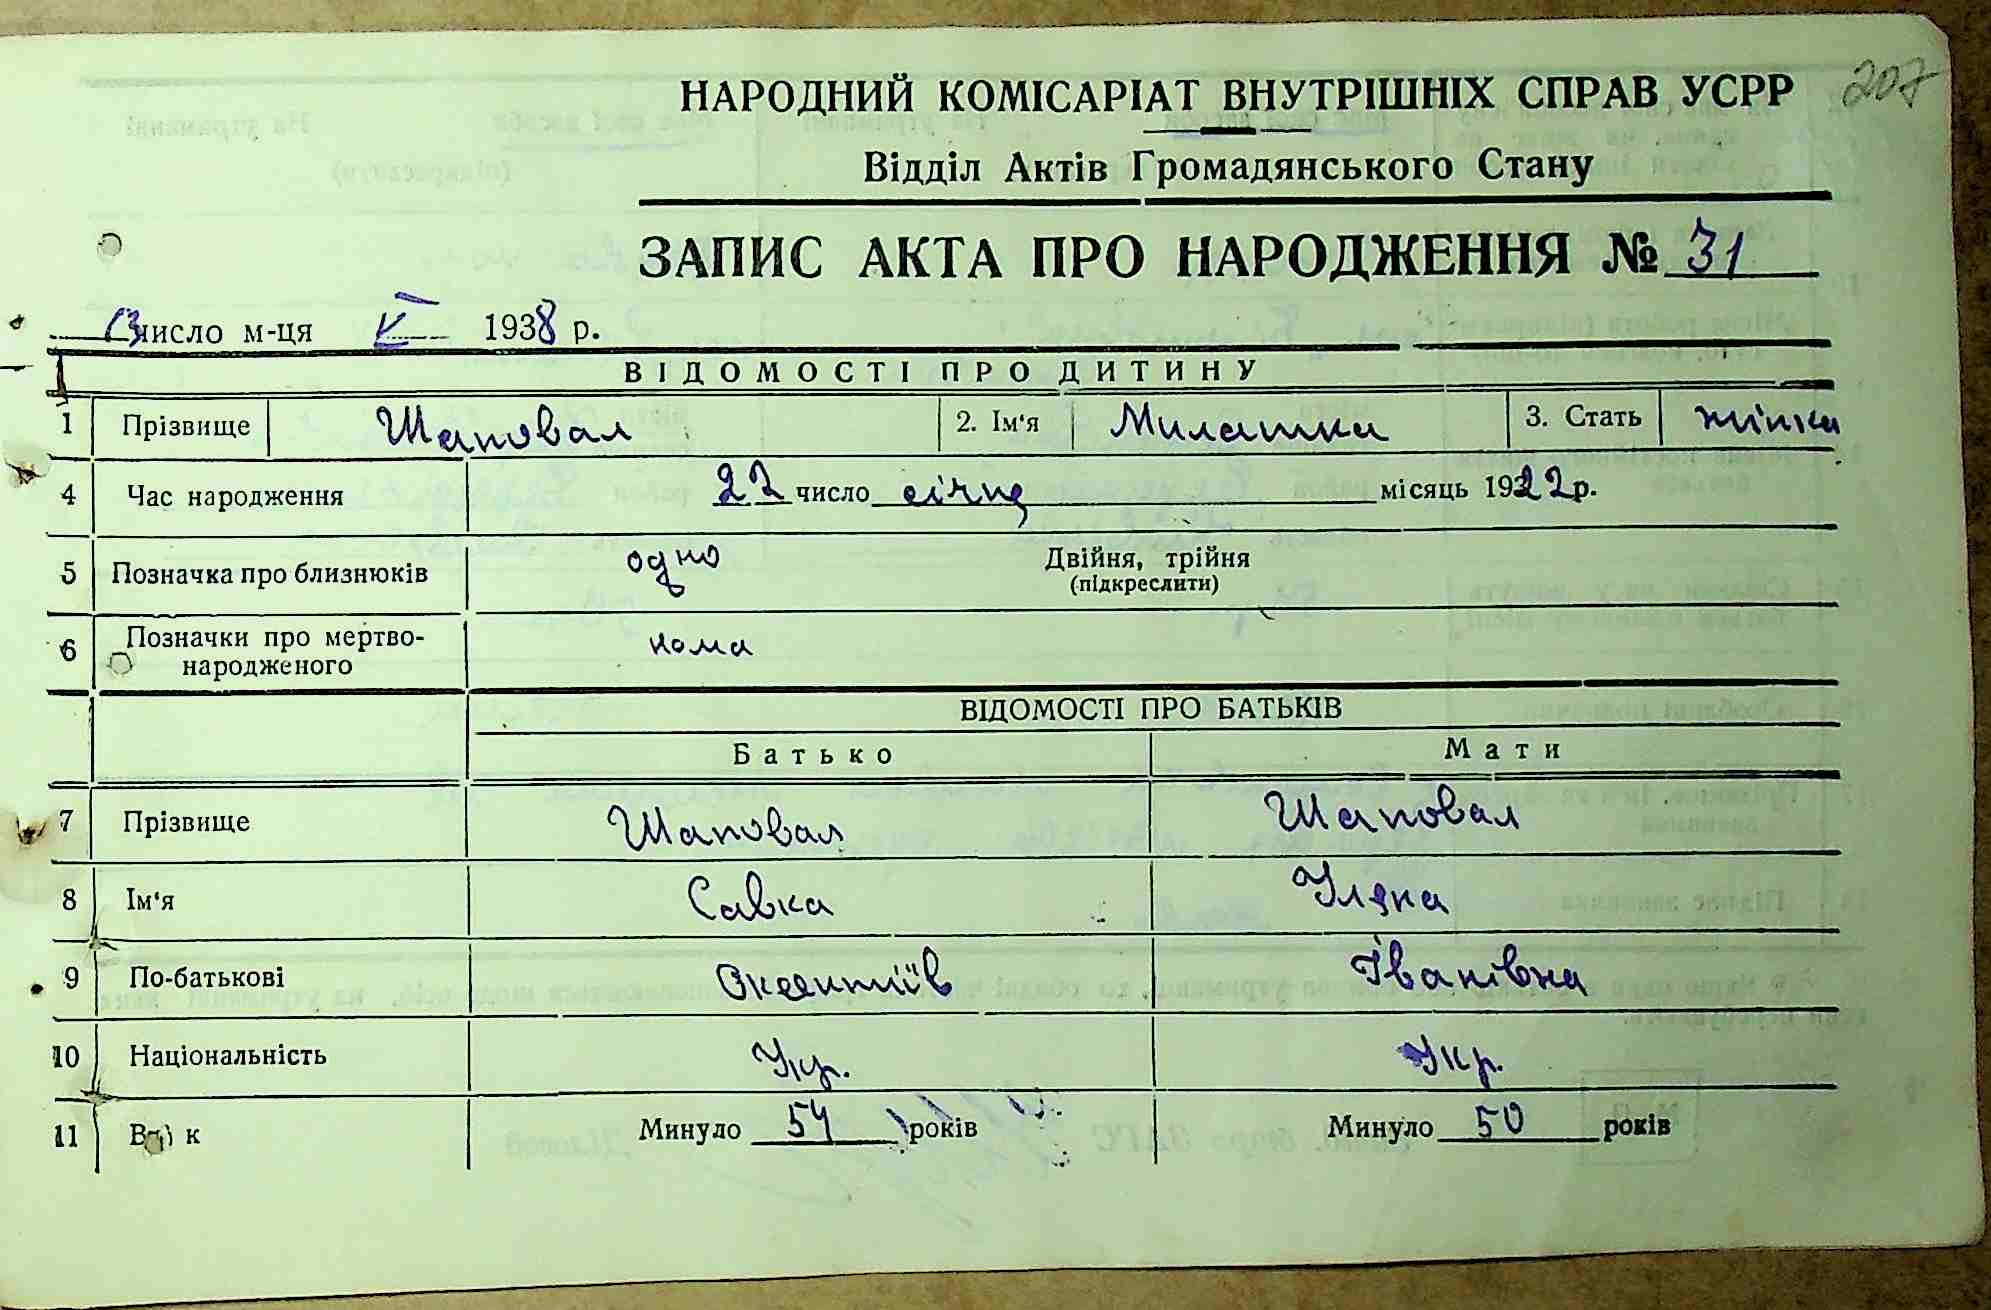 207
НАРОДНИЙ КОМІСАРІАТ ВНУТРІШНІХ СПРАВ УСРР
Відділ Актів Громадянського Стану
ЗАПИС АКТА ПРО НАРОДЖЕННЯ № 31
13 число м-ця 1938 р.
ВІДОМОСТІ ПРО ДИТИНУ
1 Прізвище Шаповал 2. Ім'я Милашка 3. Стать жінка
4 Час народження 22 число січня місяць 1922 р.
5 Позначка про близнюків одно Двійня, трійня
(підкреслити)
6 Позначки про мертво- нема
народженого
ВІДОМОСТІ ПРО БАТЬКІВ
Батько Мати
7 Прізвище Шаповал Шаповал
8 Ім'я Савка Уляна
9 По-батькові Оксентіїв Іванівна
10 Національність Укр. Укр.
11 Вік Минуло 54 років Минуло 50 років